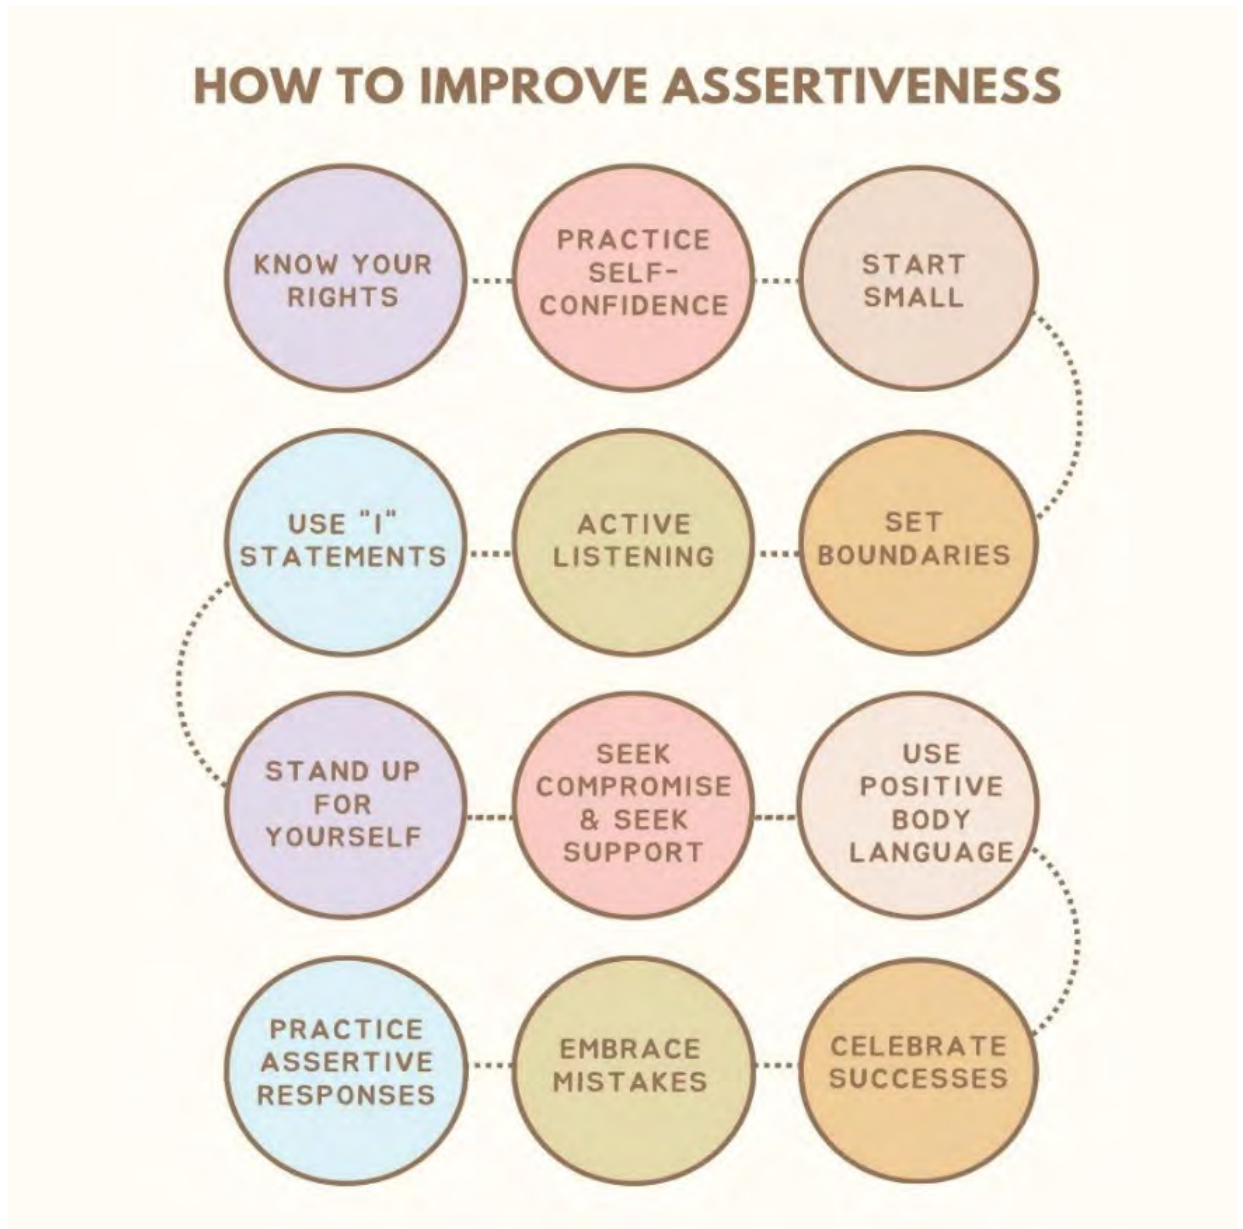 HOW TO IMPROVE ASSERTIVENESS
KNOW YOUR
RIGHTS
PRACTICE
SELF-
CONFIDENCE
START
SMALL
SET
BOUNDARIES
ACTIVE
LISTENING
USE "I"
STATEMENTS
STAND UP
FOR
YOURSELF
SEEK
COMPROMISE
& SEEK
SUPPORT
USE
POSITIVE
BODY
LANGUAGE
CELEBRATE
SUCCESSES
EMBRACE
MISTAKES
PRACTICE
ASSERTIVE
RESPONSES